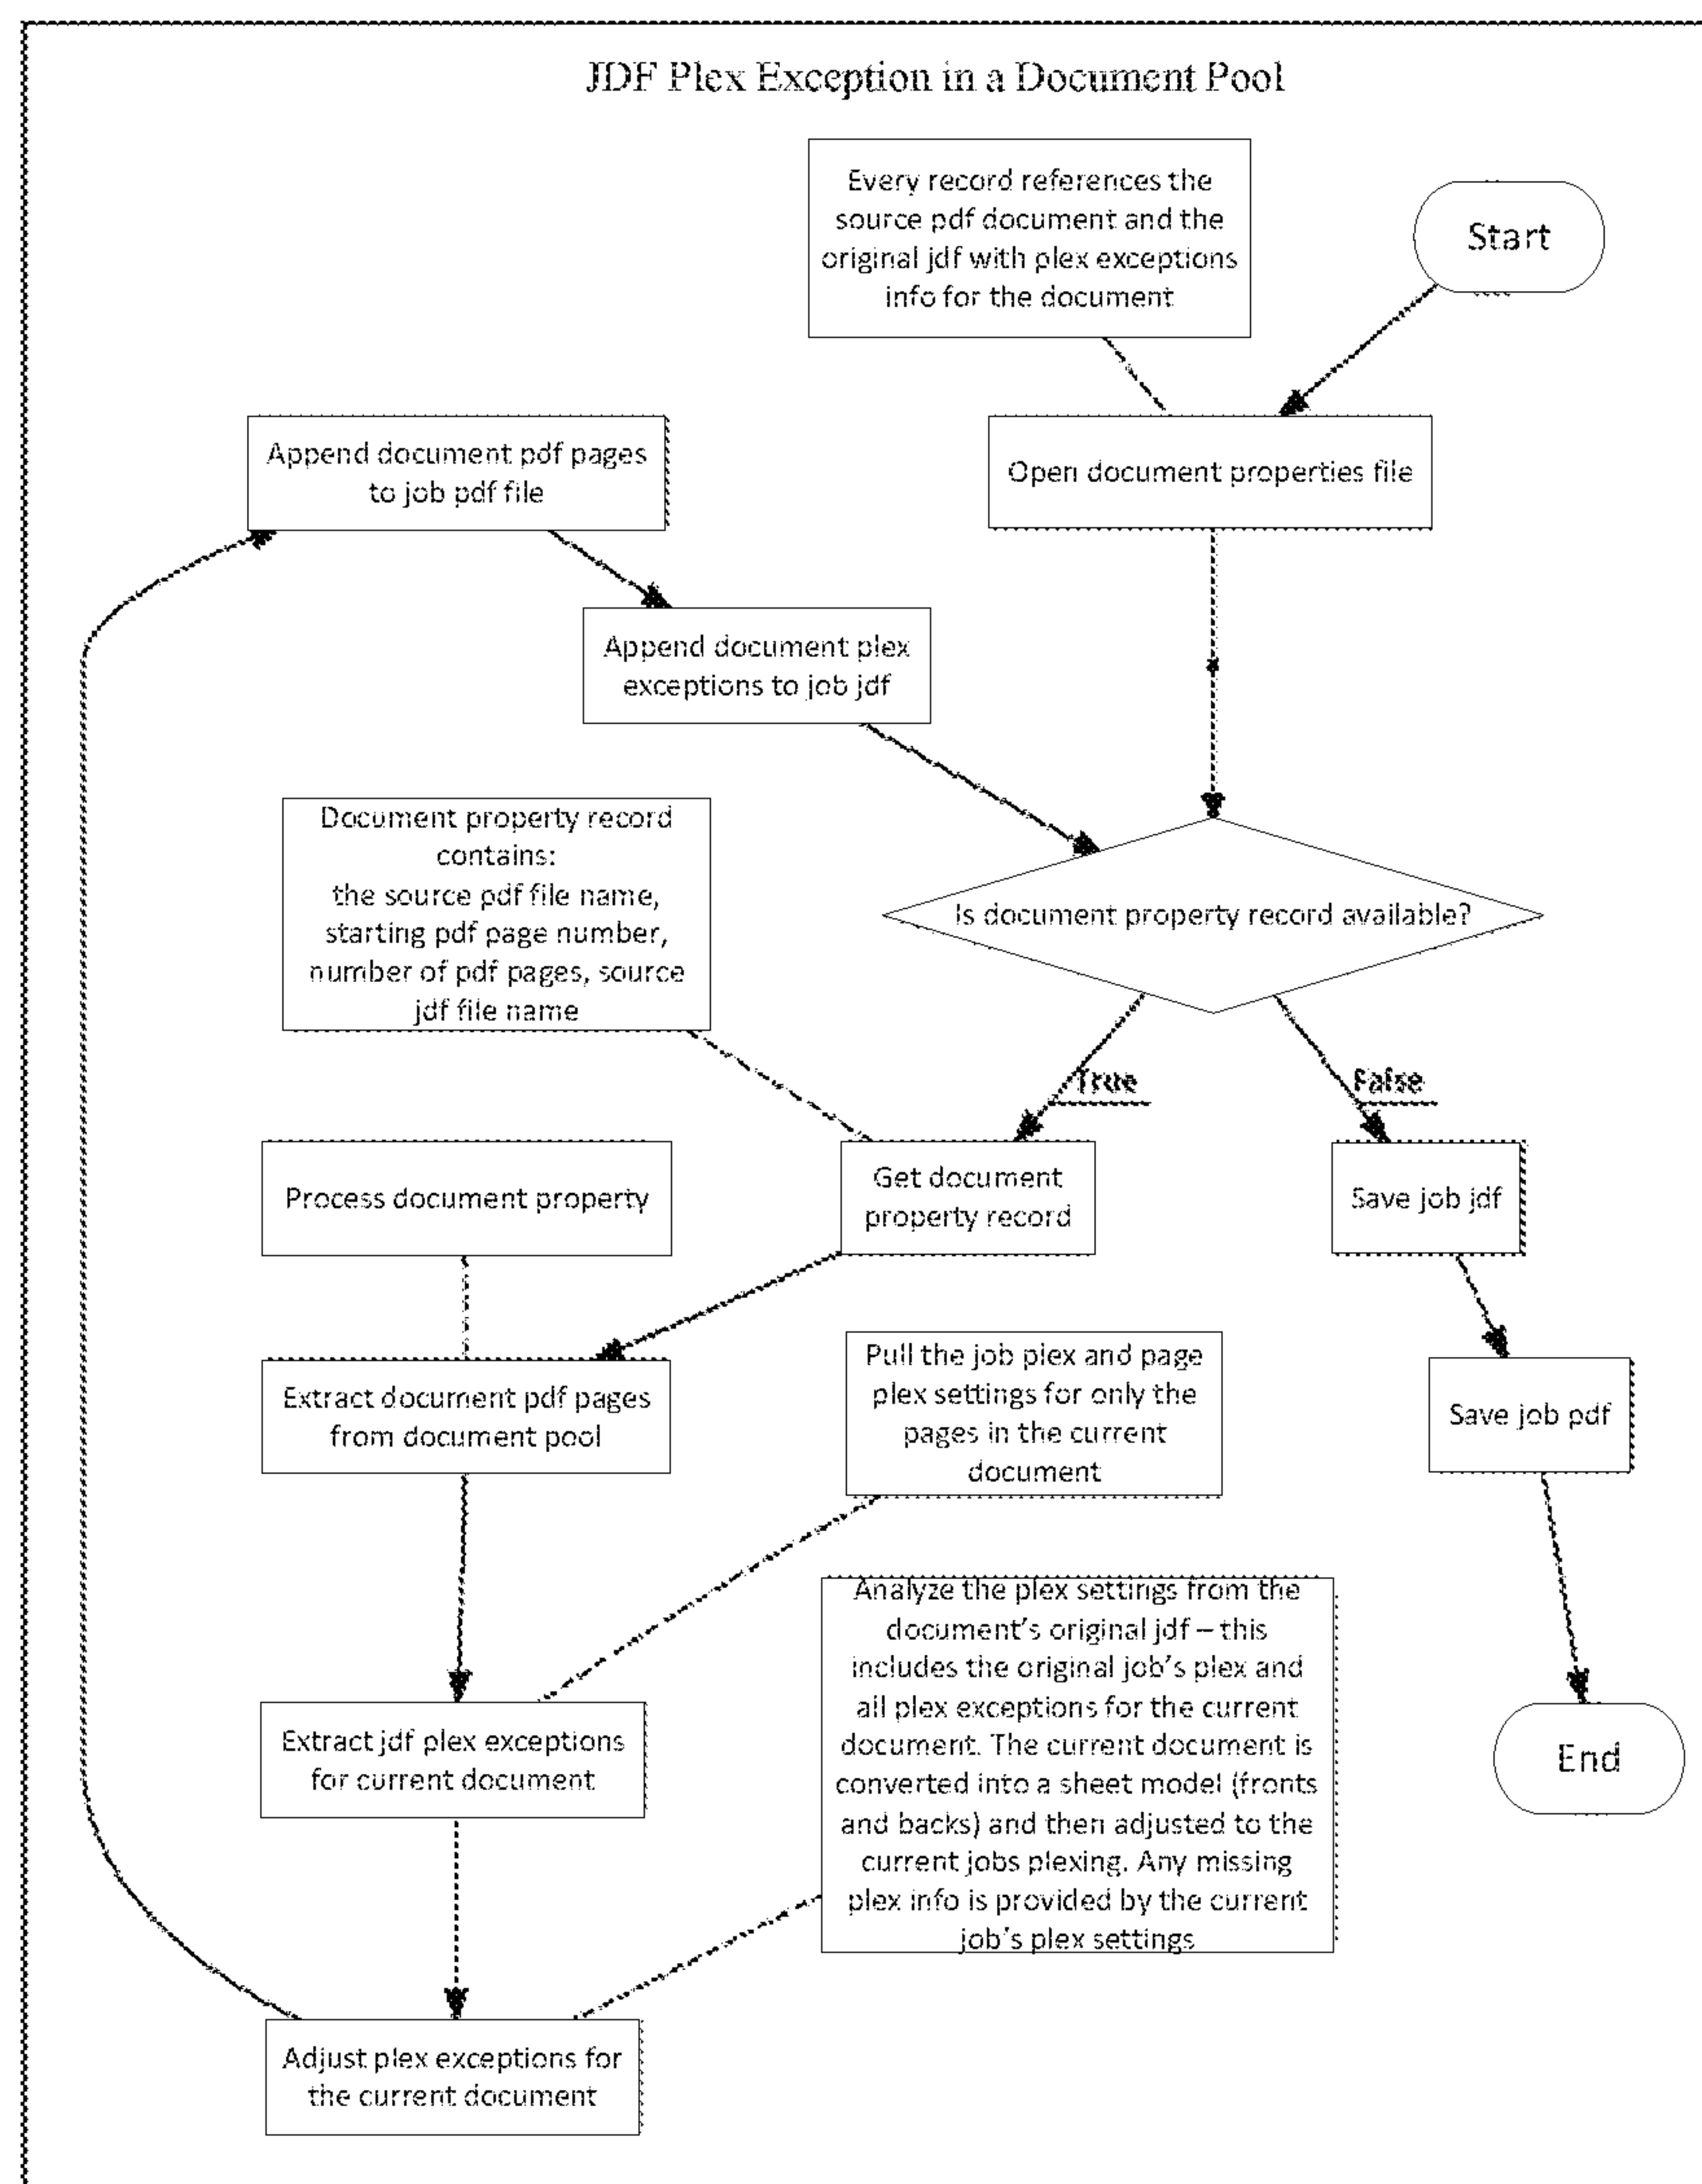 JDF Plex Exception in a Document Pool
Every record references the
source pdf document and the
original jdf with plex exceptions
info for the document
Start
Append document pdf pages
to job pdf file
Open document properties file
Append document plex
exceptions to job jdf
Document property record
contains:
the source pdf file name,
starting pdf page number,
number of pdf pages, source
jdf file name
Is document property record available?
True
False
Process document property
Get document
property record
Save job jdf
Extract document pdf pages
from document pool
Pull the job plex and page
plex settings for only the
pages in the current
document
Save job pdf
Extract jdf plex exceptions
for current document
Analyze the plex settings from the
document's original jdf – this
includes the original job's plex and
all plex exceptions for the current
document. The current document is
converted into a sheet model (fronts
and backs) and then adjusted to the
current jobs plexing. Any missing
plex info is provided by the current
job's plex settings
End
Adjust plex exceptions for
the current document